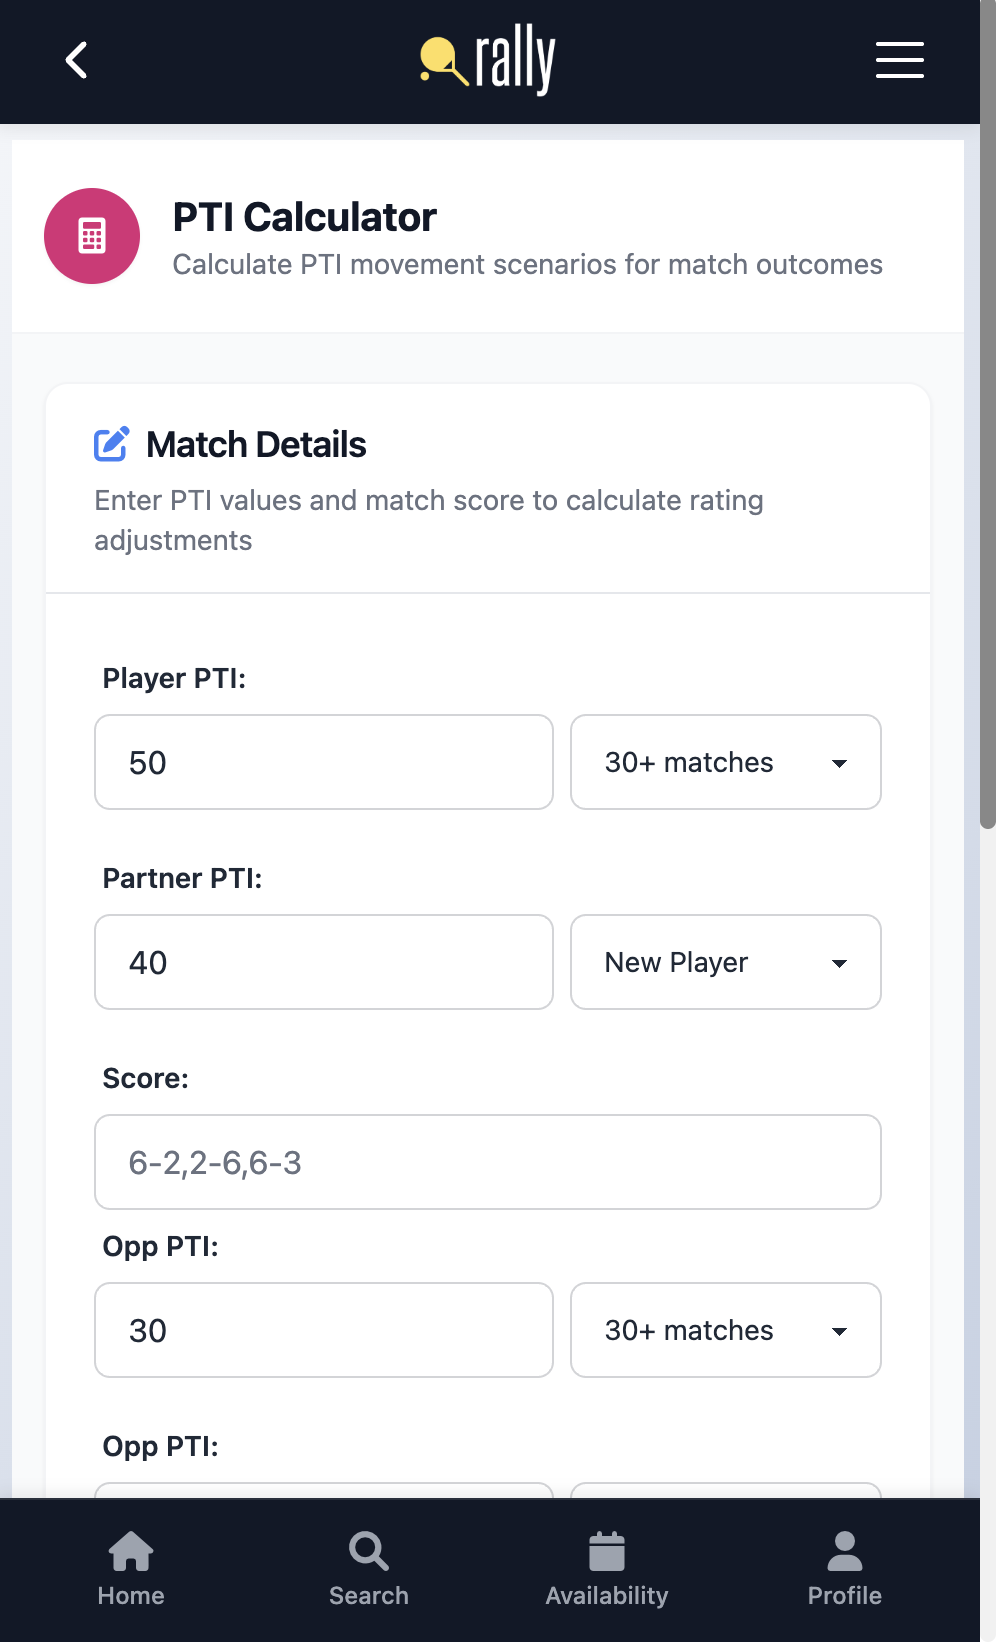 rally
PTI Calculator
Calculate PTI movement scenarios for match outcomes
Match Details
Enter PTI values and match score to calculate rating
adjustments
Player PTI:
50
30+ matches
Partner PTI:
40
New Player
Score:
6-2,2-6,6-3
Opp PTI:
30
30+ matches
Opp PTI:
Home
Search
Availability
Profile